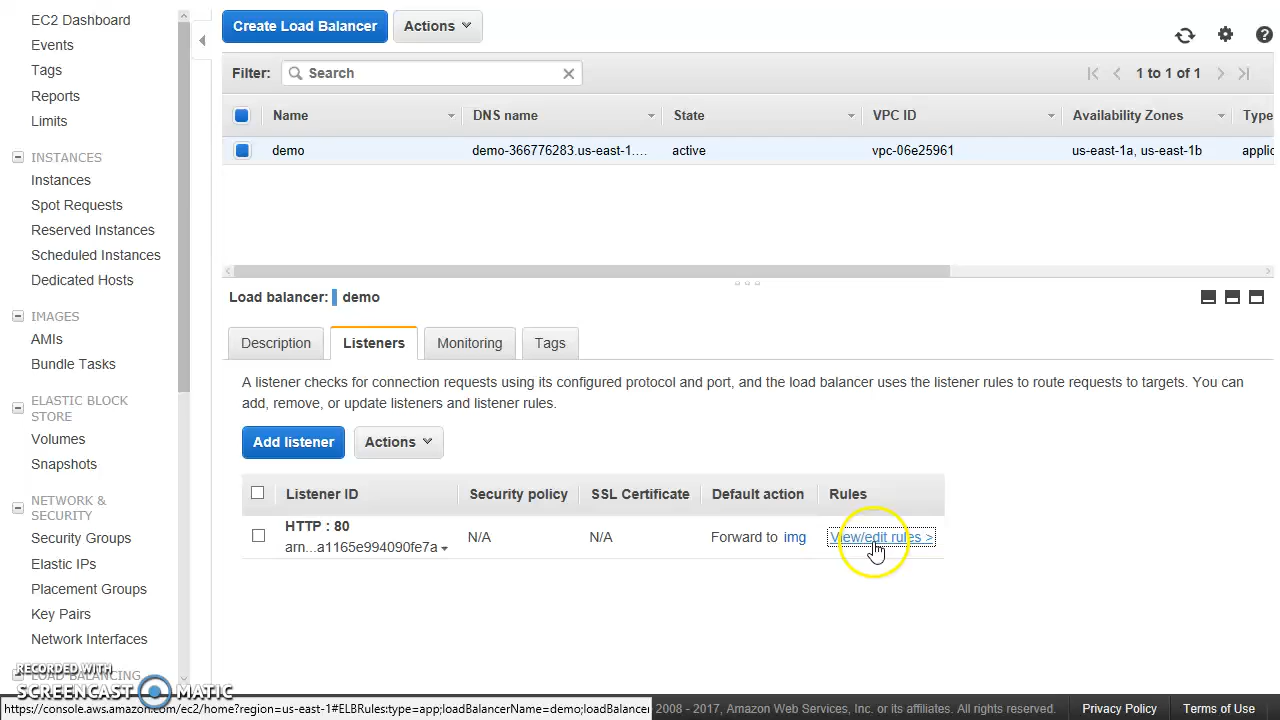 EC2 Dashboard
Events
Tags
Reports
Limits
INSTANCES
Instances
Spot Requests
Reserved Instances
Scheduled Instances
Dedicated Hosts
IMAGES
AMIs
Bundle Tasks
ELASTIC BLOCK
STORE
Volumes
Snapshots
NETWORK &
SECURITY
Security Groups
Elastic IPs
Placement Groups
Key Pairs
Network Interfaces
LOAD BALANCING
Create Load Balancer Actions
Filter: Search 1 to 1 of 1
Name DNS name State VPC ID Availability Zones Type
demo demo-366776283.us-east-1.... active vpc-06e25961 us-east-1a, us-east-1b applic
Load balancer: demo
Description Listeners Monitoring Tags
A listener checks for connection requests using its configured protocol and port, and the load balancer uses the listener rules to route requests to targets. You can
add, remove, or update listeners and listener rules.
Add listener Actions
Listener ID Security policy SSL Certificate Default action Rules
HTTP : 80
arn...a1165e994090fe7a N/A N/A Forward to img View/edit rules >
RECORDED WITH
SCREENCAST MATIC
https://console.aws.amazon.com/ec2/home?region=us-east-1#ELBRules:type=app;loadBalancerName=demo;loadBalancer
2008 - 2017, Amazon Web Services, Inc. or its affiliates. All rights reserved. Privacy Policy Terms of Use